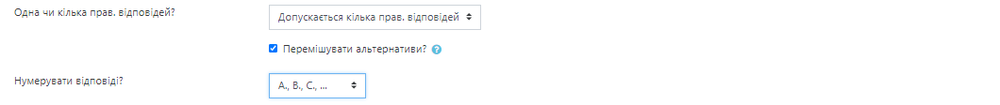 Одна чи кілька прав. відповідей?
Допускається кілька прав. відповідей
Перемішувати альтернативи?
Нумерувати відповіді?
A., B., C., ...